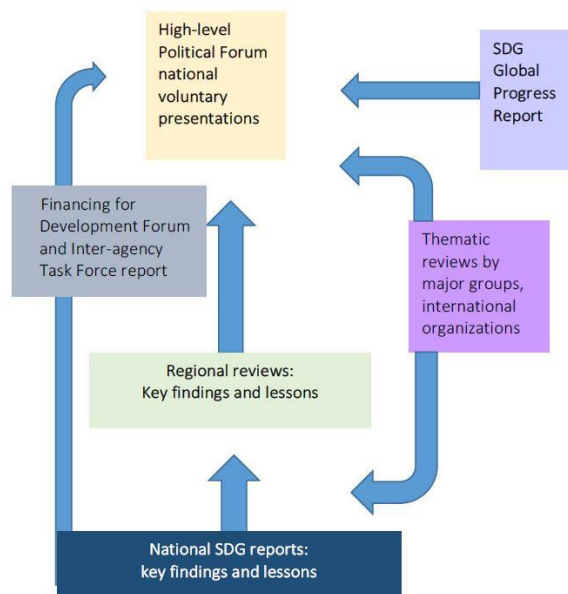 High-level
Political Forum
national
voluntary
presentations
SDG
Global
Progress
Report
Financing for
Development Forum
and Inter-agency
Task Force report
Thematic
reviews by
major groups,
international
organizations
Regional reviews:
Key findings and lessons
National SDG reports:
key findings and lessons